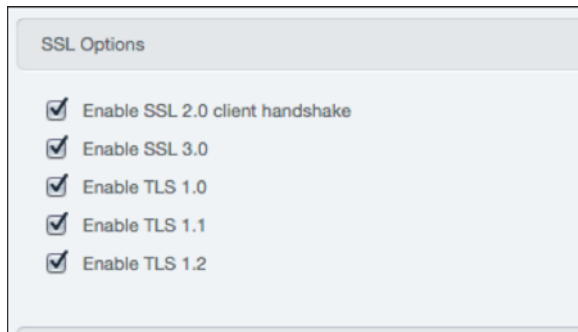 SSL Options
Enable SSL 2.0 client handshake
Enable SSL 3.0
Enable TLS 1.0
Enable TLS 1.1
Enable TLS 1.2